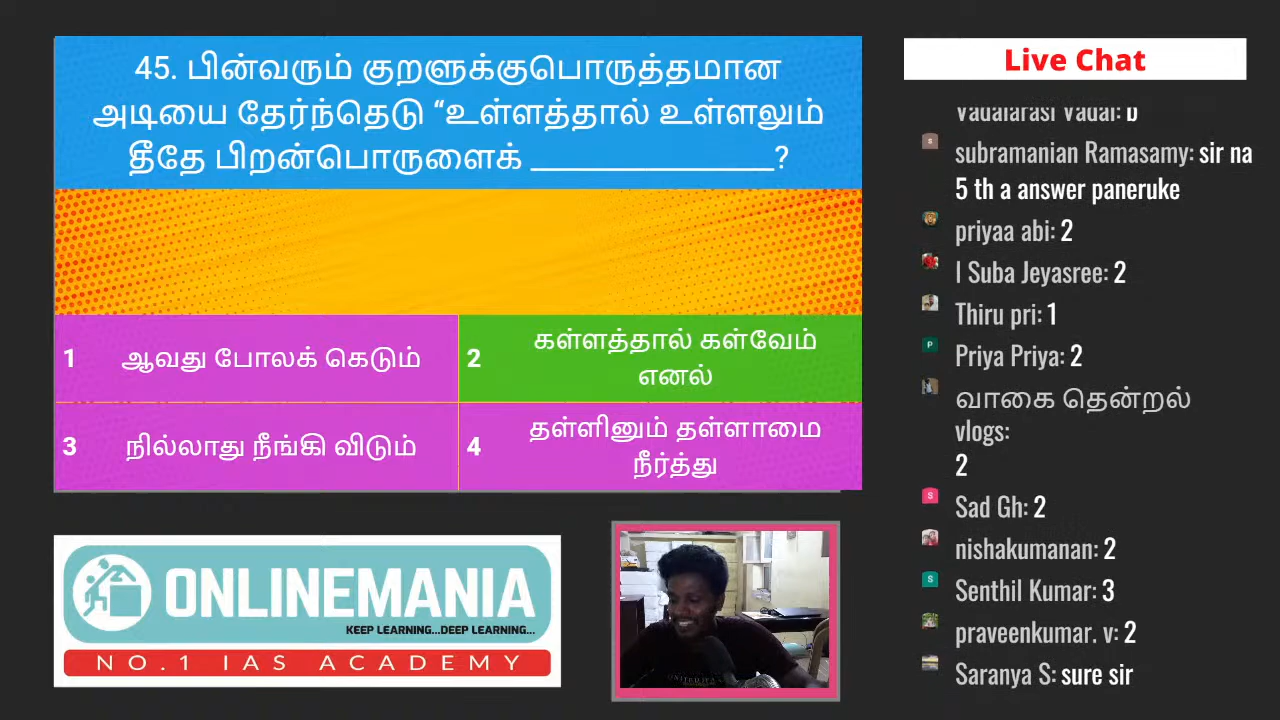 45. பின்வரும் குறளுக்குபொருத்தமான
அடியை தேர்ந்தெடு “உள்ளத்தால் உள்ளலும்
தீதே பிறன்பொருளைக் ________________?
1 ஆவது போலக் கெடும்
2 கள்ளத்தால் கள்வேம்
எனல்
3 நில்லாது நீங்கி விடும்
4 தள்ளினும் தள்ளாமை
நீர்த்து
ONLINEMANIA
KEEP LEARNING...DEEP LEARNING...
NO.1 IAS ACADEMY
Live Chat
Vadalarasi Vadal: b
subramanian Ramasamy: sir na
5 th a answer paneruke
priyaa abi: 2
I Suba Jeyasree: 2
Thiru pri: 1
Priya Priya: 2
வாகை தென்றல்
vlogs:
2
Sad Gh: 2
nishakumanan: 2
Senthil Kumar: 3
praveenkumar. v: 2
Saranya S: sure sir